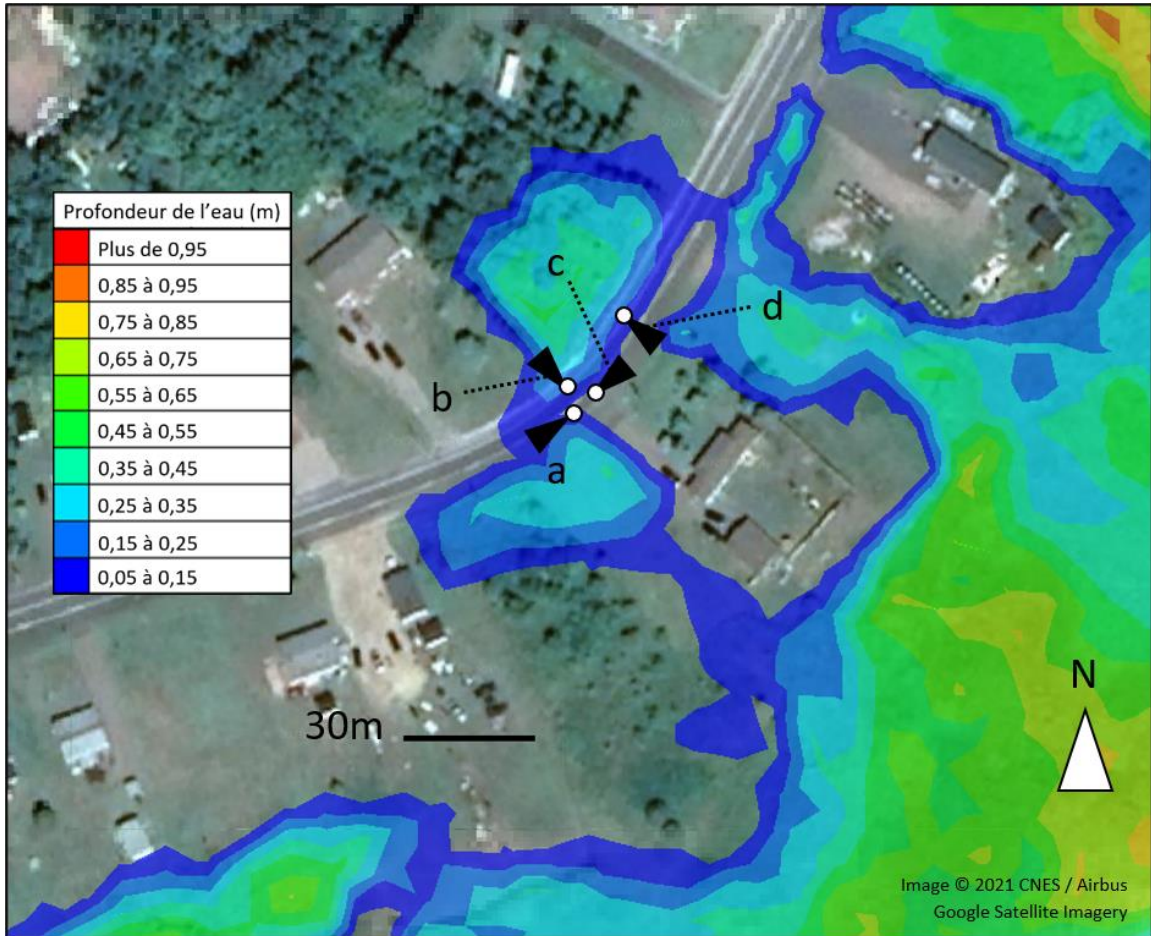 Profondeur de l’eau (m)
Plus de 0,95
0,85 à 0,95
0,75 à 0,85
0,65 à 0,75
0,55 à 0,65
0,45 à 0,55
0,35 à 0,45
0,25 à 0,35
0,15 à 0,25
0,05 à 0,15
c
d
b
a
30m
N
Image © 2021 CNES / Airbus
Google Satellite Imagery